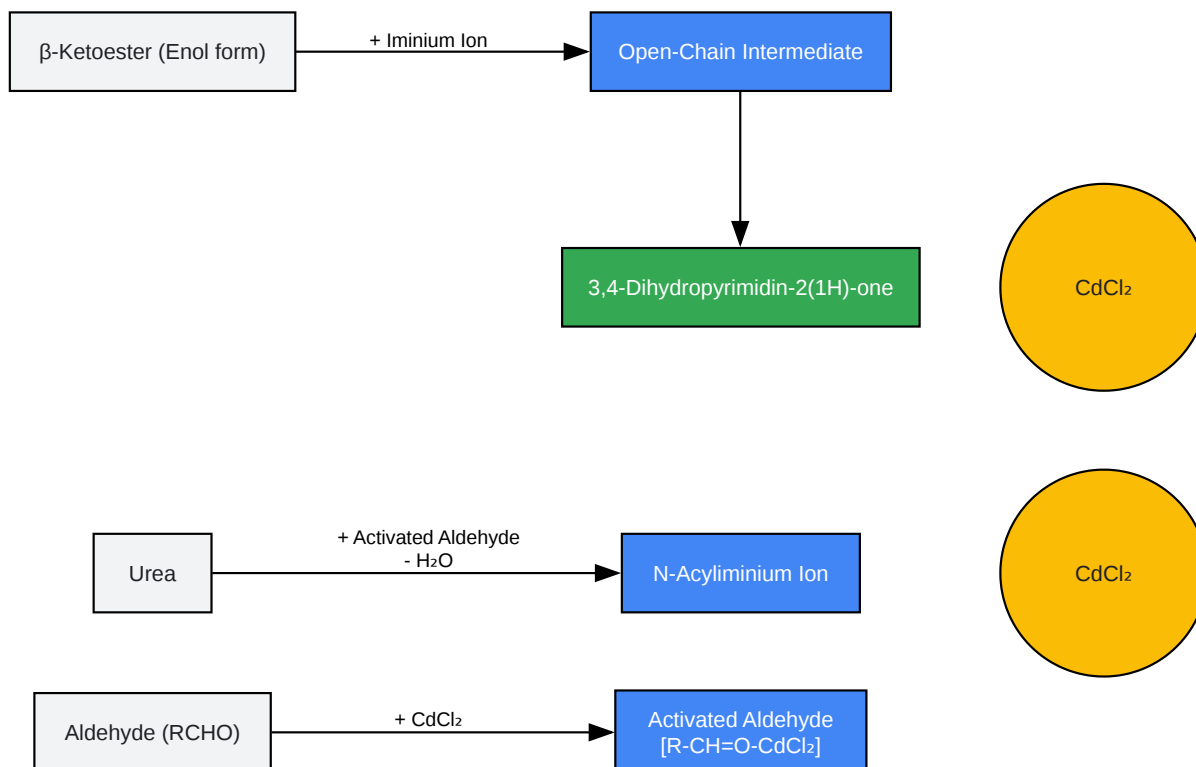 β-Ketoester (Enol form)
+ Iminium Ion
Open-Chain Intermediate
3,4-Dihydropyrimidin-2(1H)-one
CdCl₂
Urea
+ Activated Aldehyde
- H₂O
N-Acyliminium Ion
CdCl₂
Aldehyde (RCHO)
+ CdCl₂
Activated Aldehyde
[R-CH=O-CdCl₂]